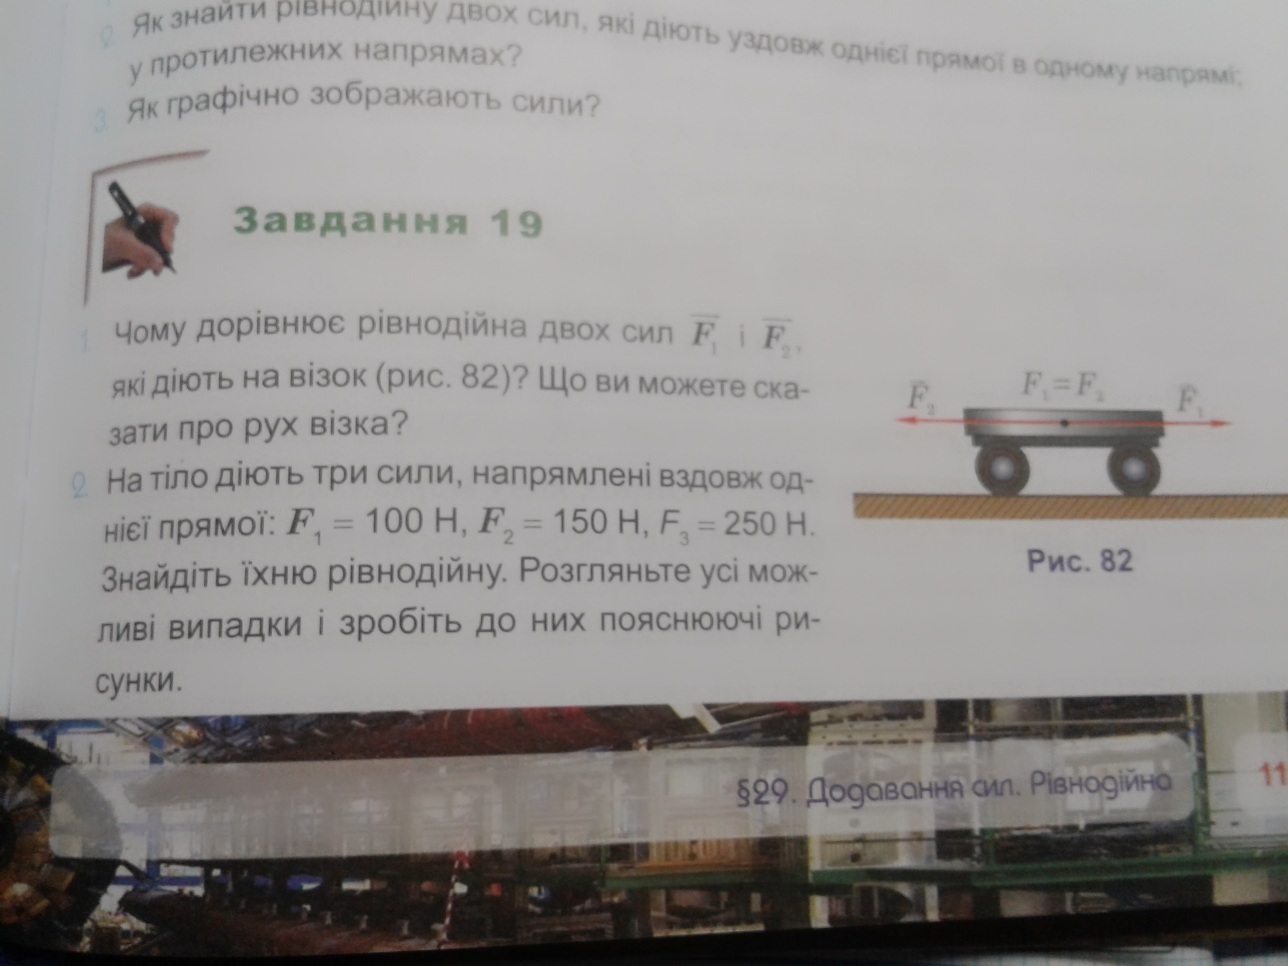 2. Як знайти рівнодійну двох сил, які діють уздовж однієї прямої в одному напрямі;
у протилежних напрямах?
3. Як графічно зображають сили?
Завдання 19
1. Чому дорівнює рівнодійна двох сил F₁ і F₂,
які діють на візок (рис. 82)? Що ви можете ска-
зати про рух візка?
2. На тіло діють три сили, напрямлені вздовж од-
нієї прямої: F₁ = 100 Н, F₂ = 150 Н, F₃ = 250 Н.
Знайдіть їхню рівнодійну. Розгляньте усі мож-
ливі випадки і зробіть до них пояснюючі ри-
сунки.
F₂ F₁=F₂ F₁
Рис. 82
§29. Додавання сил. Рівнодійна
11